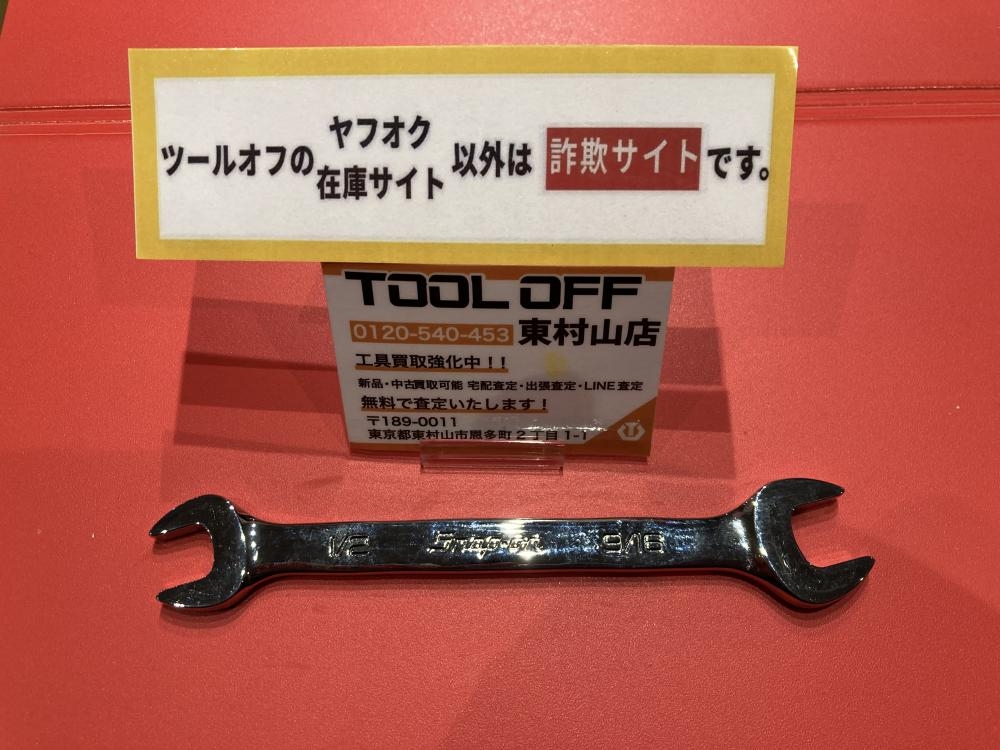 ツールオフの ヤフオク 在庫サイト 以外は 詐欺サイト です。
TOOL OFF
0120-540-453 東村山店
工具買取強化中！！
新品・中古買取可能 宅配査定・出張査定・LINE査定
無料で査定いたします！
〒189-0011
東京都東村山市恩多町2丁目1-1
1/2 Snap-on 9/16